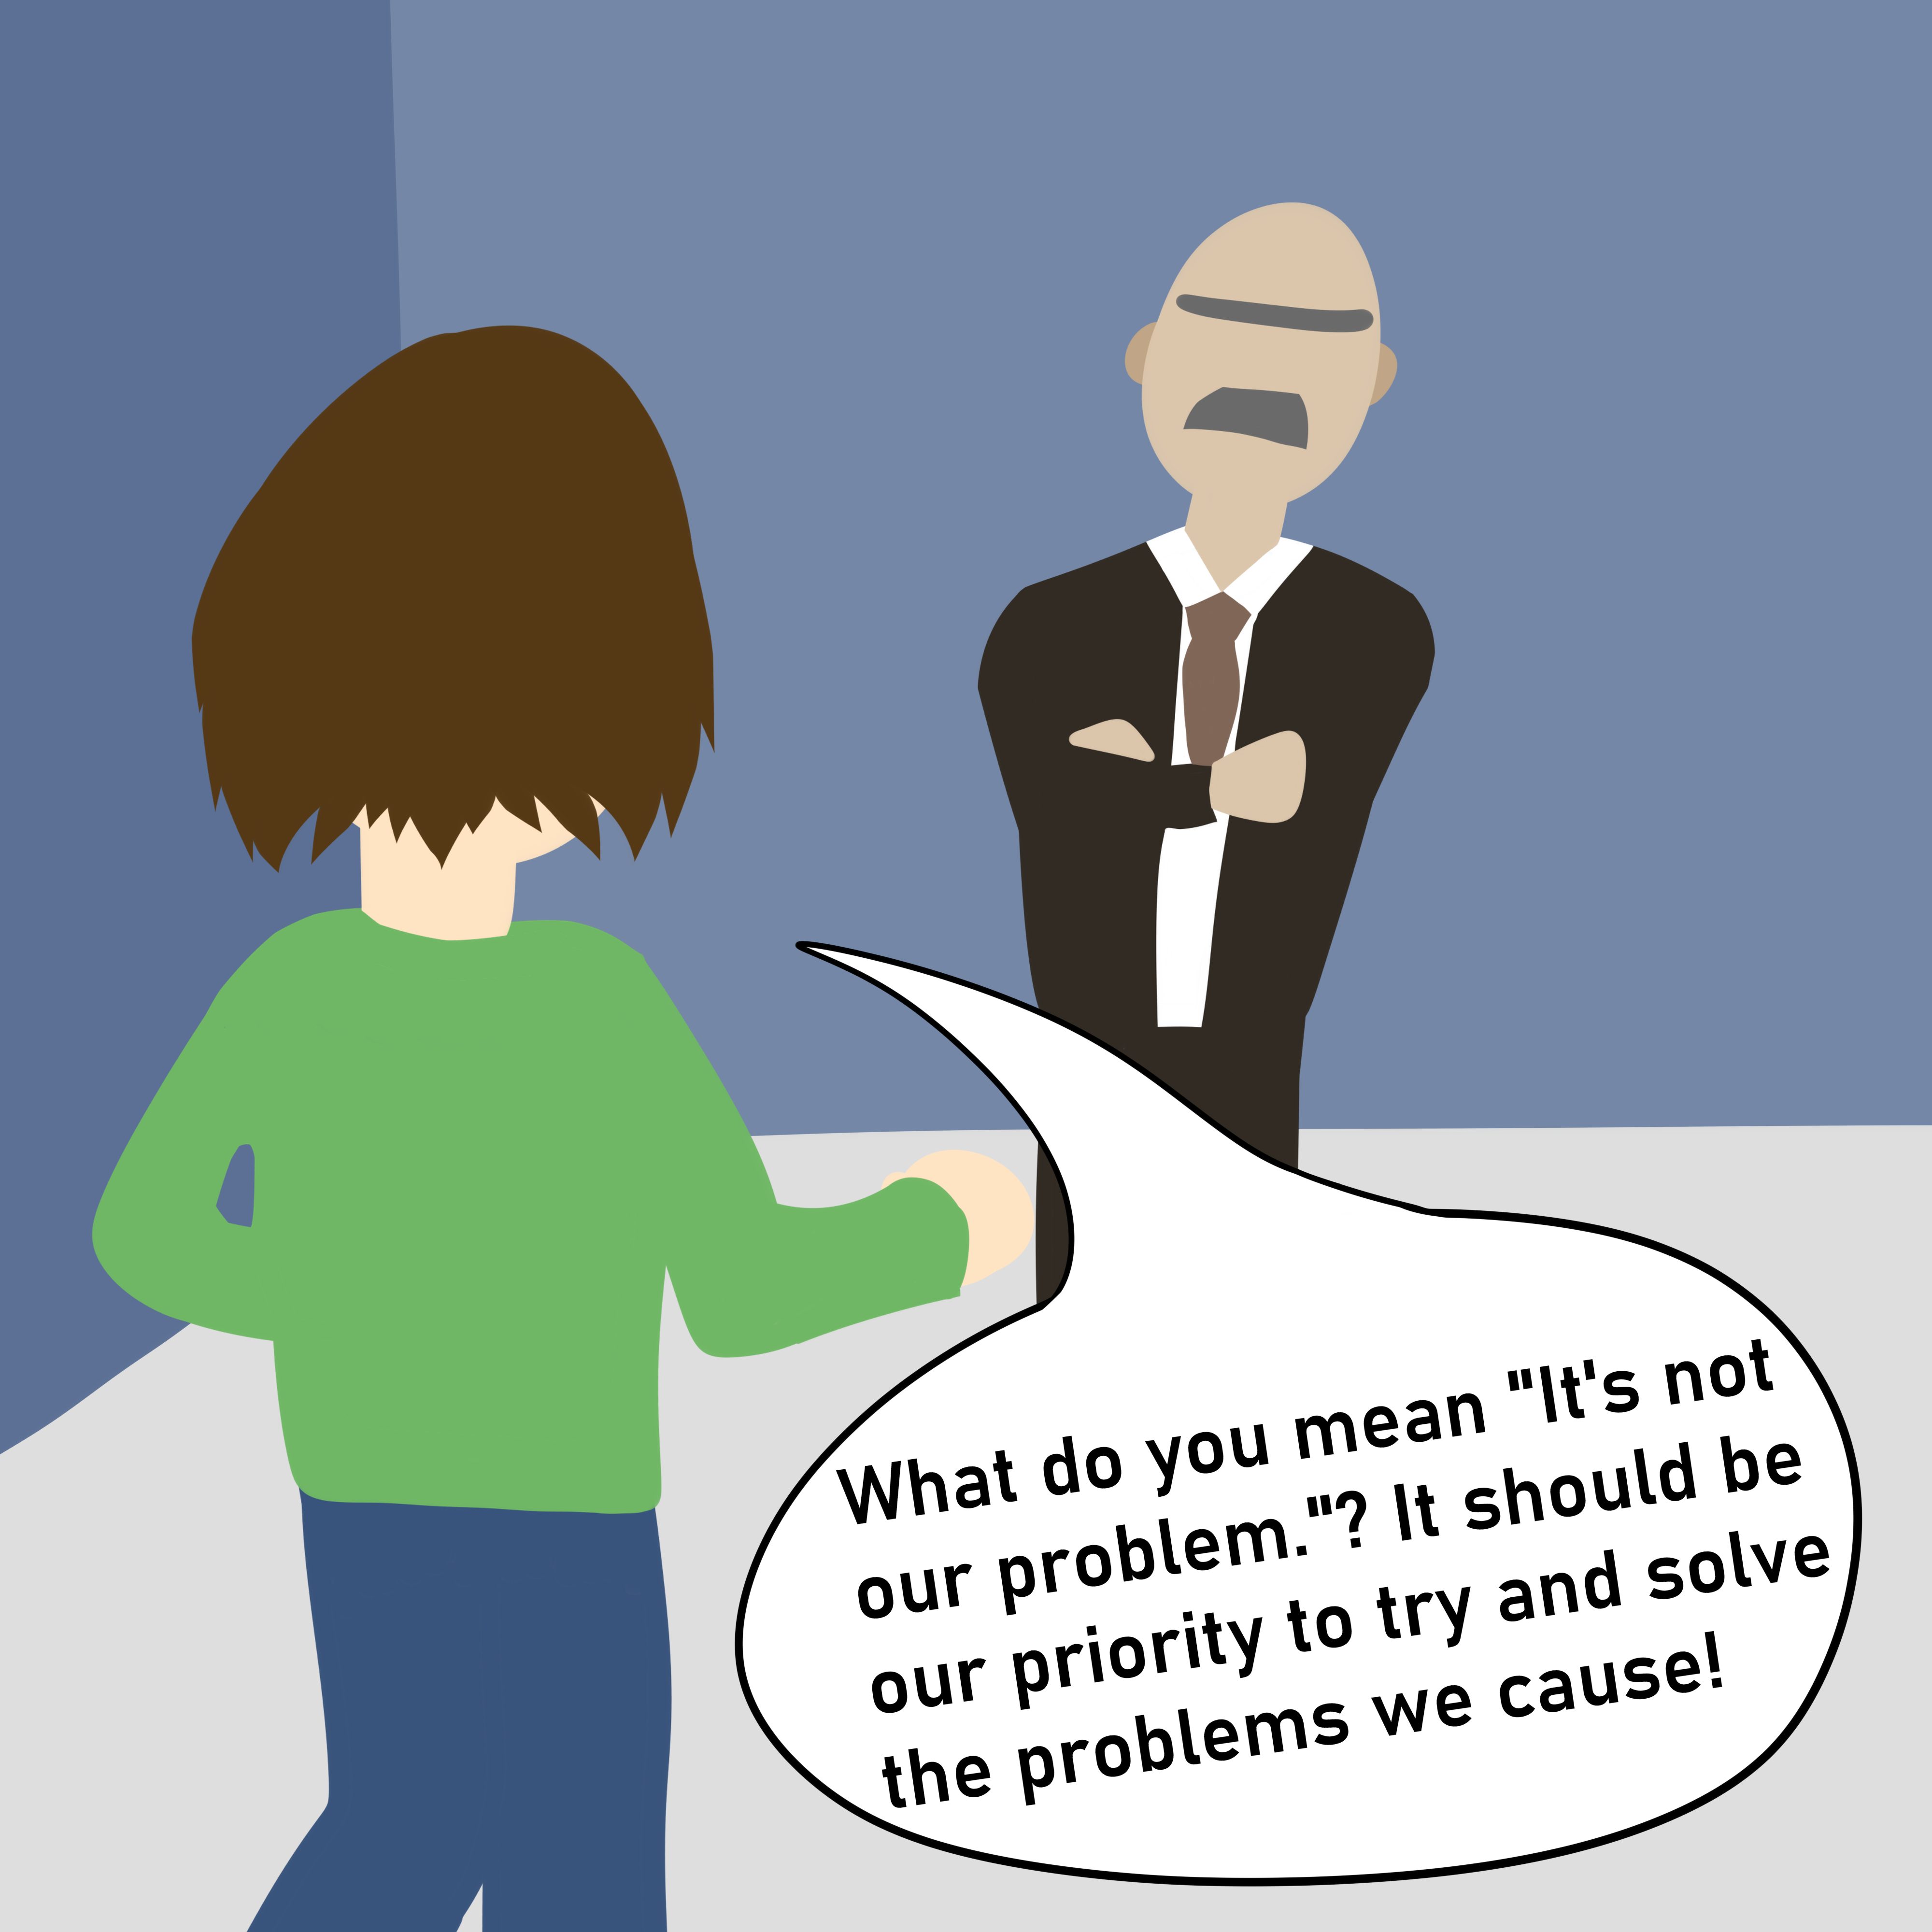 What do you mean "It's not
our problem."? It should be
our priority to try and solve
the problems we cause!